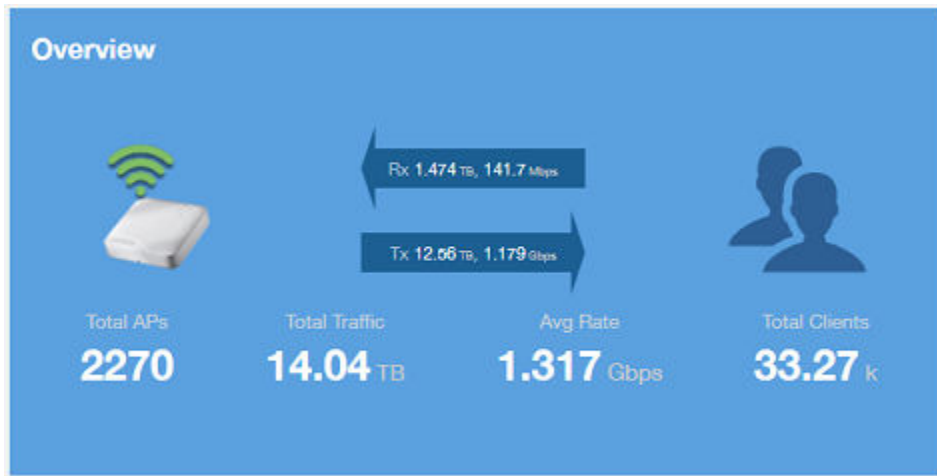 Overview
Rx 1.474 TB, 141.7 Mbps
Tx 12.56 TB, 1.179 Gbps
Total APs
Total Traffic
Avg Rate
Total Clients
2270
14.04 TB
1.317 Gbps
33.27 k